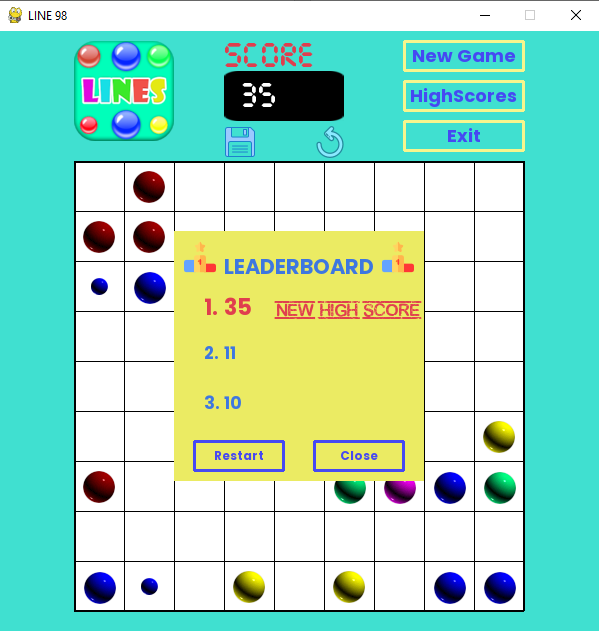 LINE 98
LINES
SCORE
35
New Game
HighScores
Exit
LEADERBOARD
1. 35 NEW HIGH SCORE
2. 11
3. 10
Restart Close